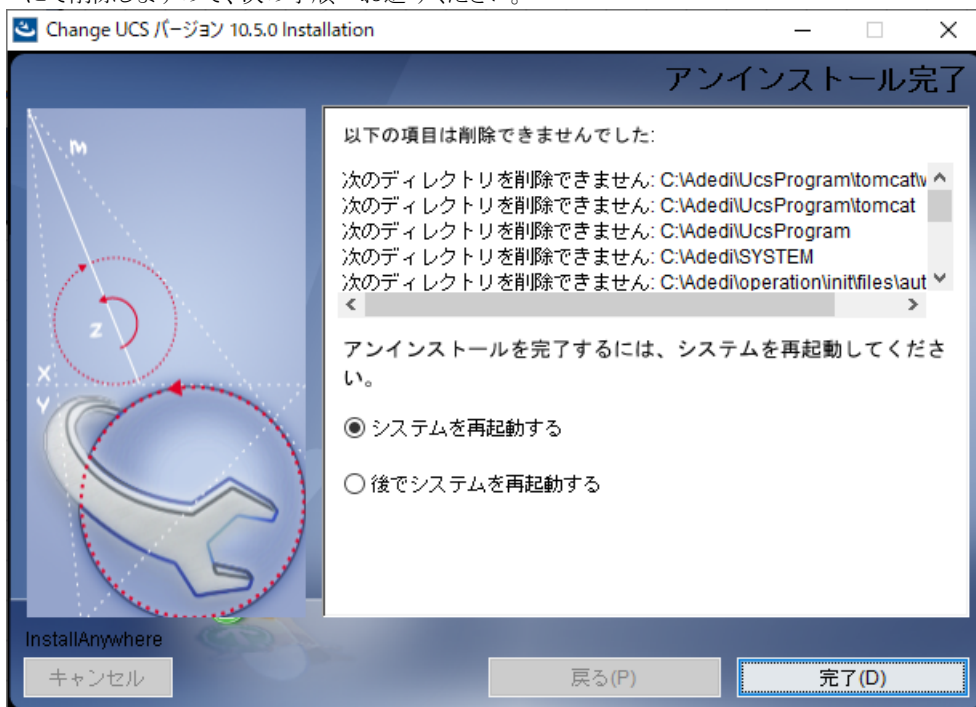 Change UCS バージョン 10.5.0 Installation
アンインストール完了
以下の項目は削除できませんでした:
次のディレクトリを削除できません: C:\Adedi\UcsProgram\tomcat\
次のディレクトリを削除できません: C:\Adedi\UcsProgram\tomcat
次のディレクトリを削除できません: C:\Adedi\UcsProgram
次のディレクトリを削除できません: C:\Adedi\SYSTEM
次のディレクトリを削除できません: C:\Adedi\operation\init\files\aut
アンインストールを完了するには、システムを再起動してくださ
い。
システムを再起動する
後でシステムを再起動する
m
z
X
Y
InstallAnywhere
キャンセル
戻る(P)
完了(D)